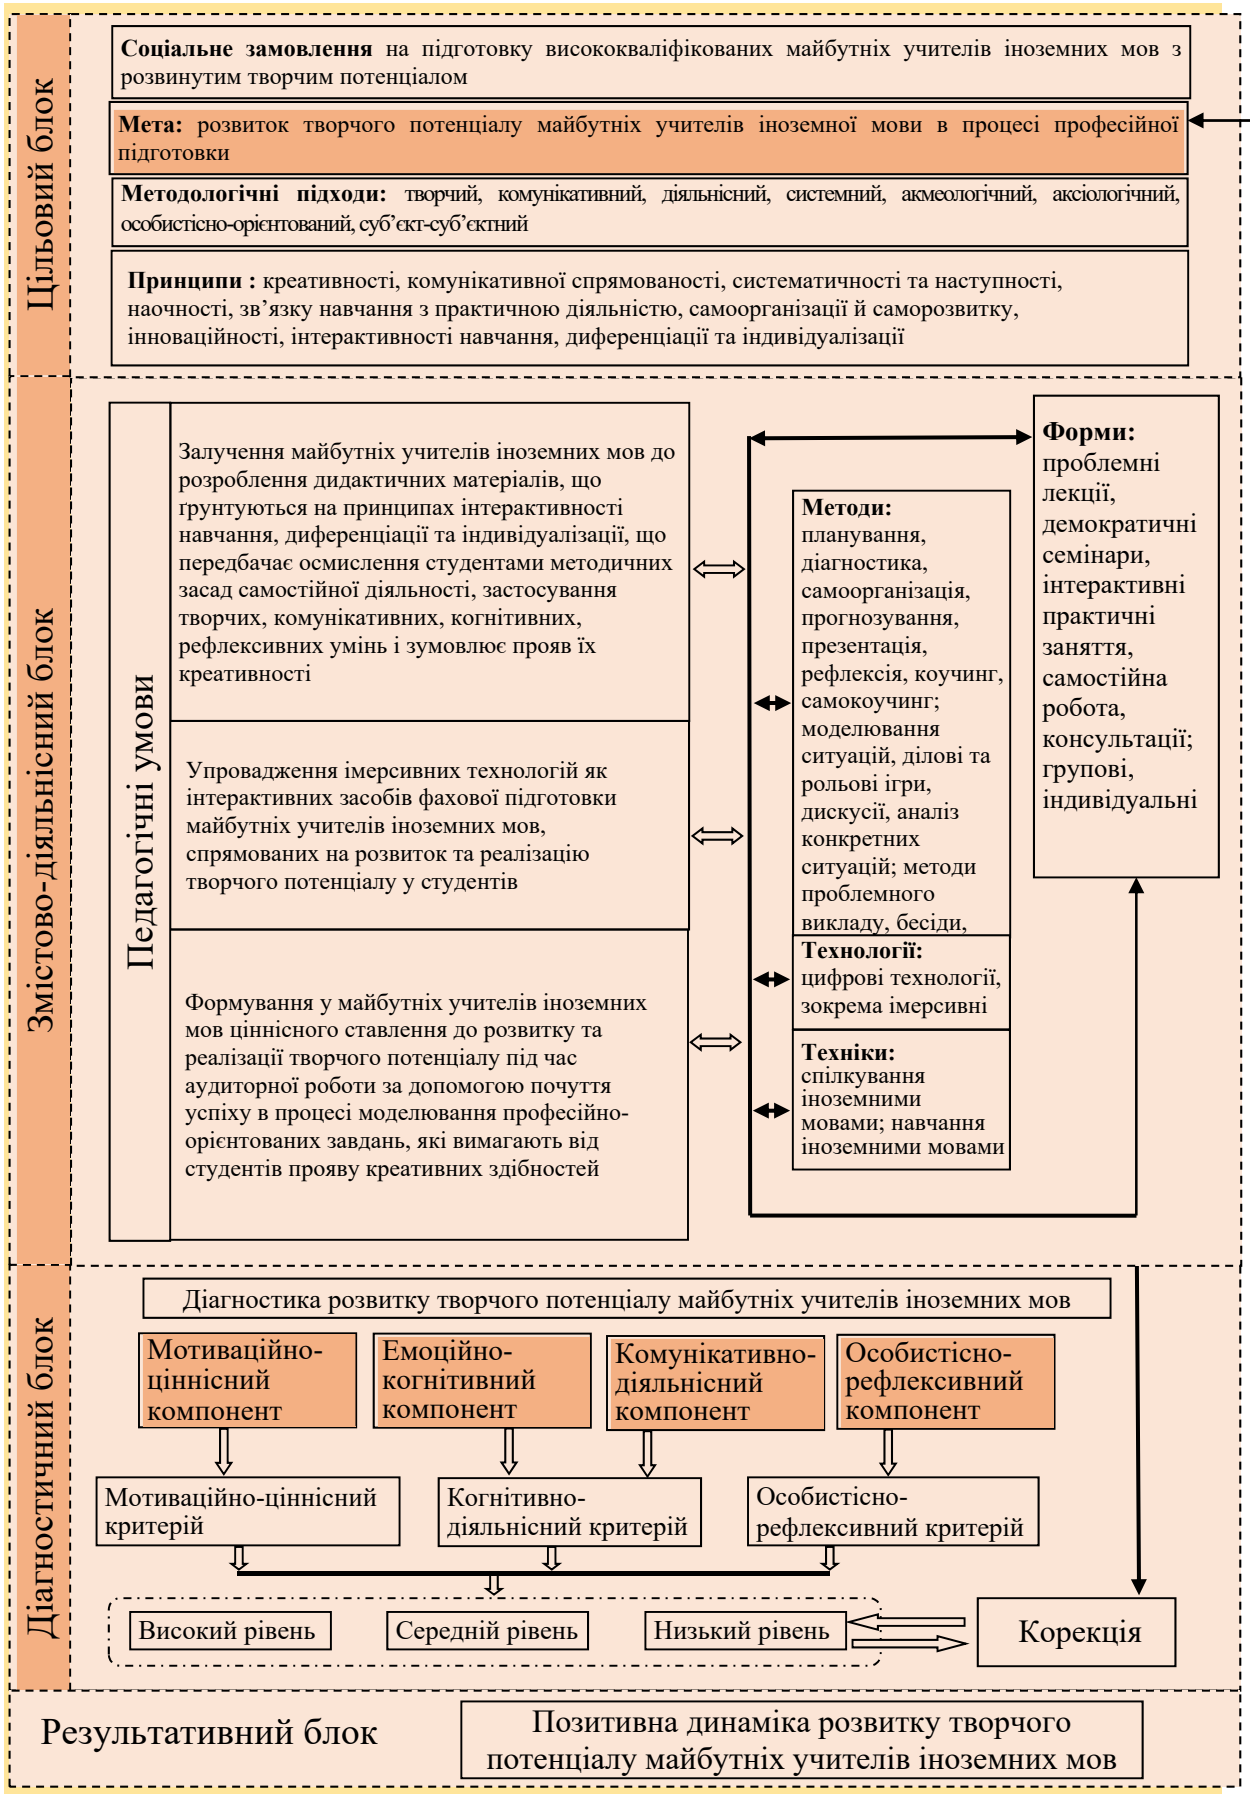 Цільовий блок
Соціальне замовлення на підготовку висококваліфікованих майбутніх учителів іноземних мов з
розвинутим творчим потенціалом
Мета: розвиток творчого потенціалу майбутніх учителів іноземної мови в процесі професійної
підготовки
Методологічні підходи: творчий, комунікативний, діяльнісний, системний, акмеологічний, аксіологічний,
особистісно-орієнтований, суб’єкт-суб’єктний
Принципи : креативності, комунікативної спрямованості, систематичності та наступності,
наочності, зв’язку навчання з практичною діяльністю, самоорганізації й саморозвитку,
інноваційності, інтерактивності навчання, диференціації та індивідуалізації
Змістово-діяльнісний блок
Педагогічні умови
Залучення майбутніх учителів іноземних мов до
розроблення дидактичних матеріалів, що
ґрунтуються на принципах інтерактивності
навчання, диференціації та індивідуалізації, що
передбачає осмислення студентами методичних
засад самостійної діяльності, застосування
творчих, комунікативних, когнітивних,
рефлексивних умінь і зумовлює прояв їх
креативності
Упровадження імерсивних технологій як
інтерактивних засобів фахової підготовки
майбутніх учителів іноземних мов,
спрямованих на розвиток та реалізацію
творчого потенціалу у студентів
Формування у майбутніх учителів іноземних
мов ціннісного ставлення до розвитку та
реалізації творчого потенціалу під час
аудиторної роботи за допомогою почуття
успіху в процесі моделювання професійно-
орієнтованих завдань, які вимагають від
студентів прояву креативних здібностей
Методи:
планування,
діагностика,
самоорганізація,
прогнозування,
презентація,
рефлексія, коучинг,
самокоучинг;
моделювання
ситуацій, ділові та
рольові ігри,
дискусії, аналіз
конкретних
ситуацій; методи
проблемного
викладу, бесіди,
Технології:
цифрові технології,
зокрема імерсивні
Техніки:
спілкування
іноземними
мовами; навчання
іноземними мовами
Форми:
проблемні
лекції,
демократичні
семінари,
інтерактивні
практичні
заняття,
самостійна
робота,
консультації;
групові,
індивідуальні
Діагностичний блок
Діагностика розвитку творчого потенціалу майбутніх учителів іноземних мов
Мотиваційно-
ціннісний
компонент
Емоційно-
когнітивний
компонент
Комунікативно-
діяльнісний
компонент
Особистісно-
рефлексивний
компонент
Мотиваційно-ціннісний
критерій
Когнітивно-
діяльнісний критерій
Особистісно-
рефлексивний критерій
Високий рівень
Середній рівень
Низький рівень
Корекція
Результативний блок
Позитивна динаміка розвитку творчого
потенціалу майбутніх учителів іноземних мов